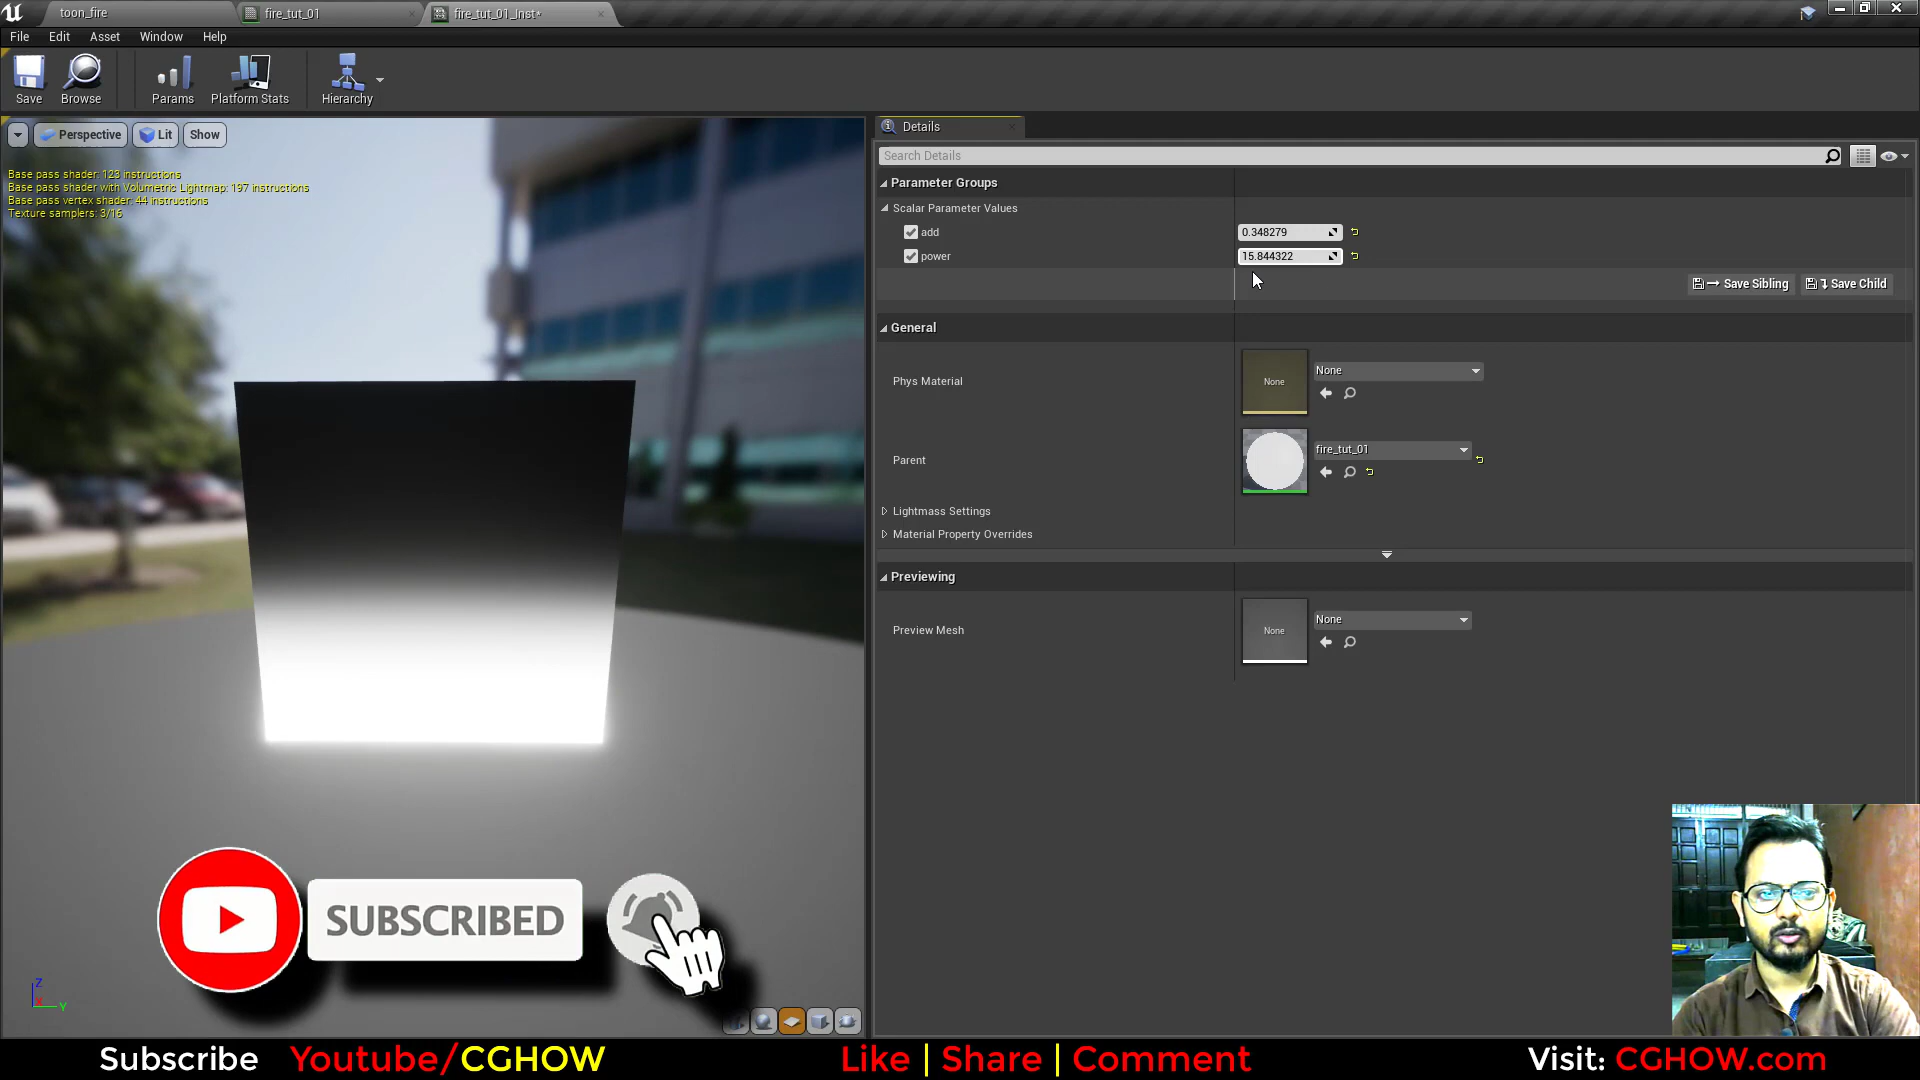 toon_fire
fire_tut_01
fire_tut_01_Inst*
File Edit Asset Window Help
Save Browse Params Platform Stats Hierarchy
Perspective Lit Show
Base pass shader: 123 instructions
Base pass shader with Volumetric Lightmap: 197 instructions
Base pass vertex shader: 44 instructions
Texture samplers: 3/16
Details
Search Details
Parameter Groups
Scalar Parameter Values
add 0.348279
power 15.844322
Save Sibling Save Child
General
Phys Material None None
Parent fire_tut_01
Lightmass Settings
Material Property Overrides
Previewing
Preview Mesh None None
SUBSCRIBED
Z
X
Y
Subscribe Youtube/CGHOW Like | Share | Comment Visit: CGHOW.com